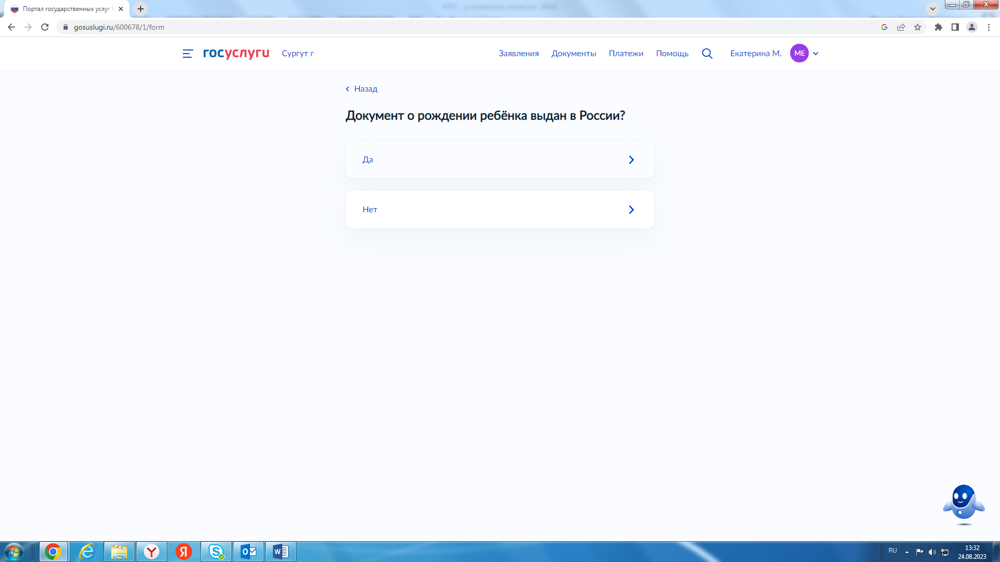 Портал государственных услуг
gosuslugi.ru/600678/1/form
госуслуги
Сургут г
Заявления
Документы
Платежи
Помощь
Екатерина М.
МЕ
Назад
Документ о рождении ребёнка выдан в России?
Да
Нет
RU
13:32
24.08.2023